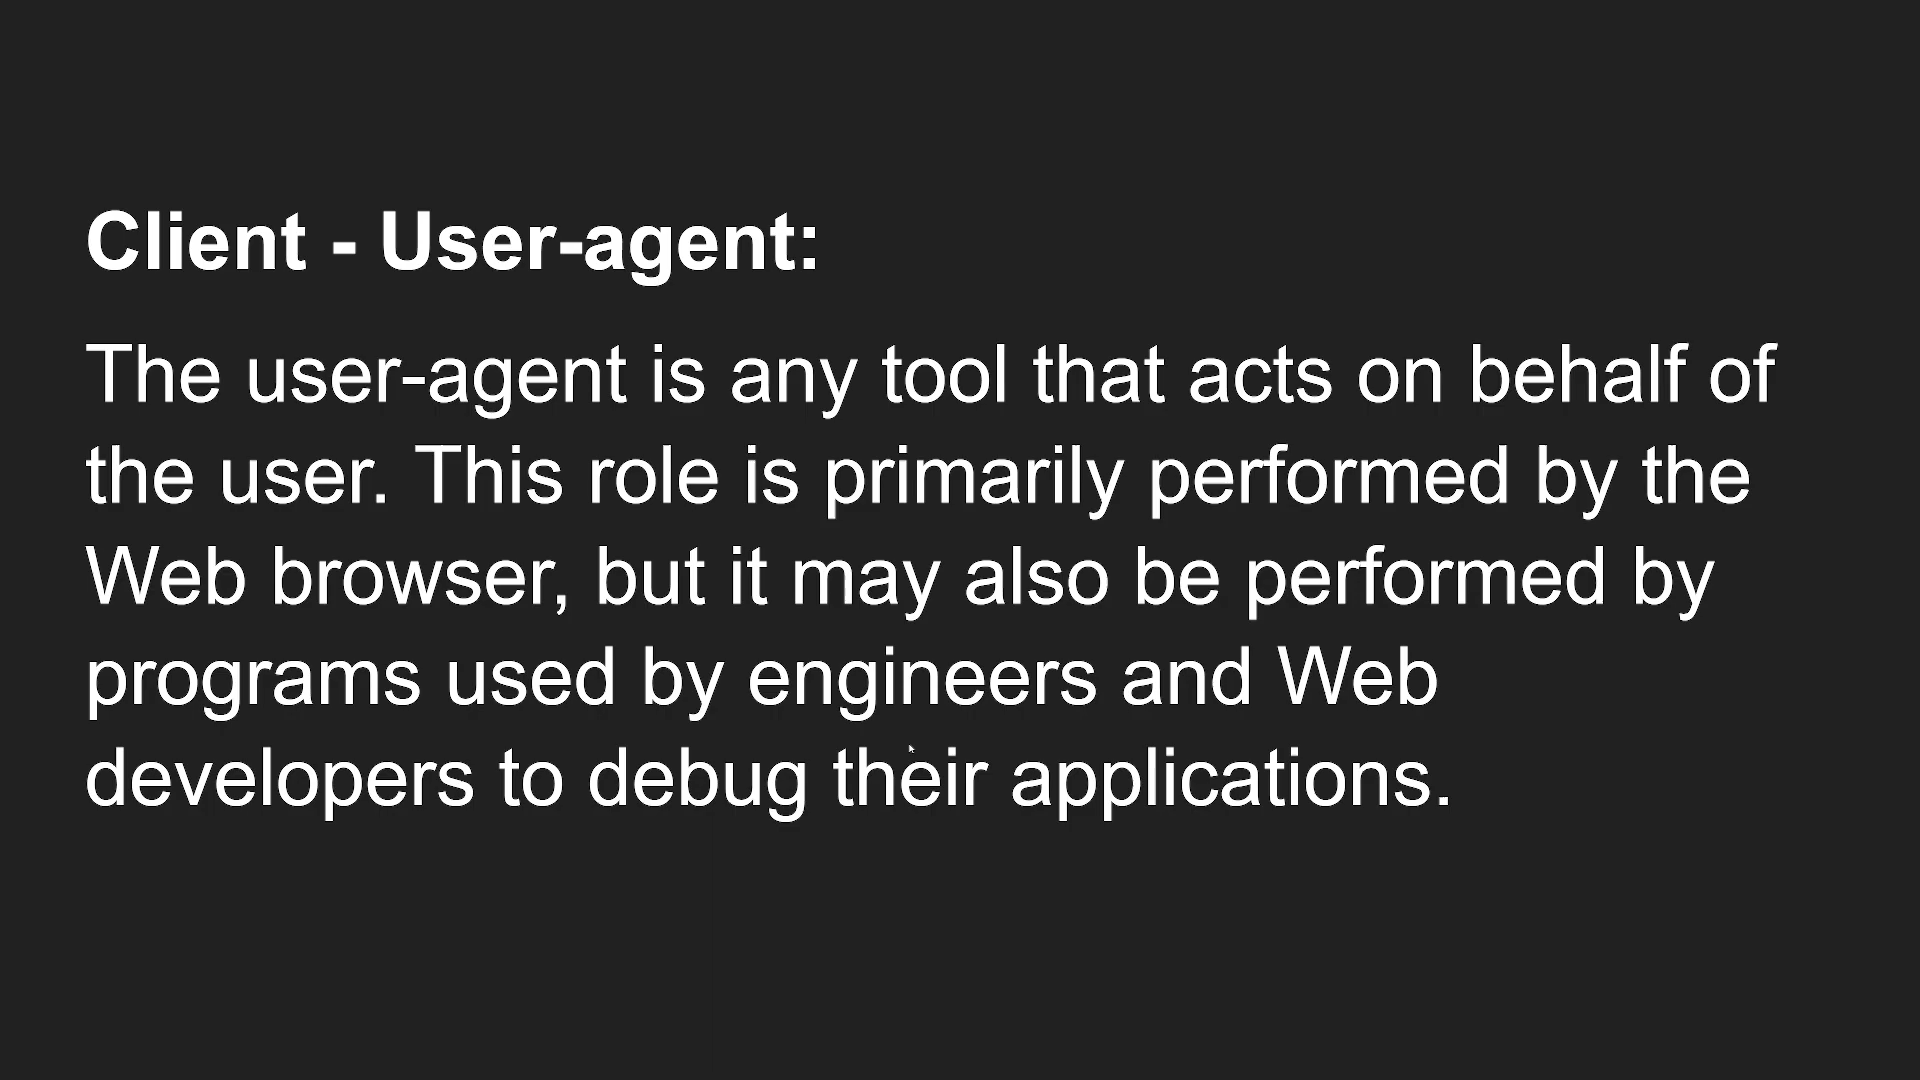 Client - User-agent:
The user-agent is any tool that acts on behalf of
the user. This role is primarily performed by the
Web browser, but it may also be performed by
programs used by engineers and Web
developers to debug their applications.